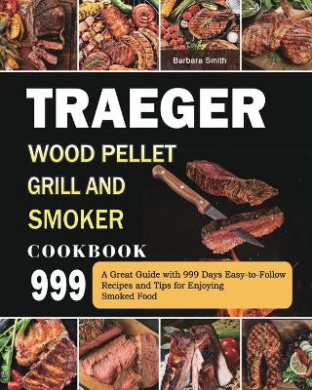 Barbara Smith
TRAEGER
WOOD PELLET
GRILL AND
SMOKER
COOKBOOK
999
A Great Guide with 999 Days Easy-to-Follow
Recipes and Tips for Enjoying
Smoked Food